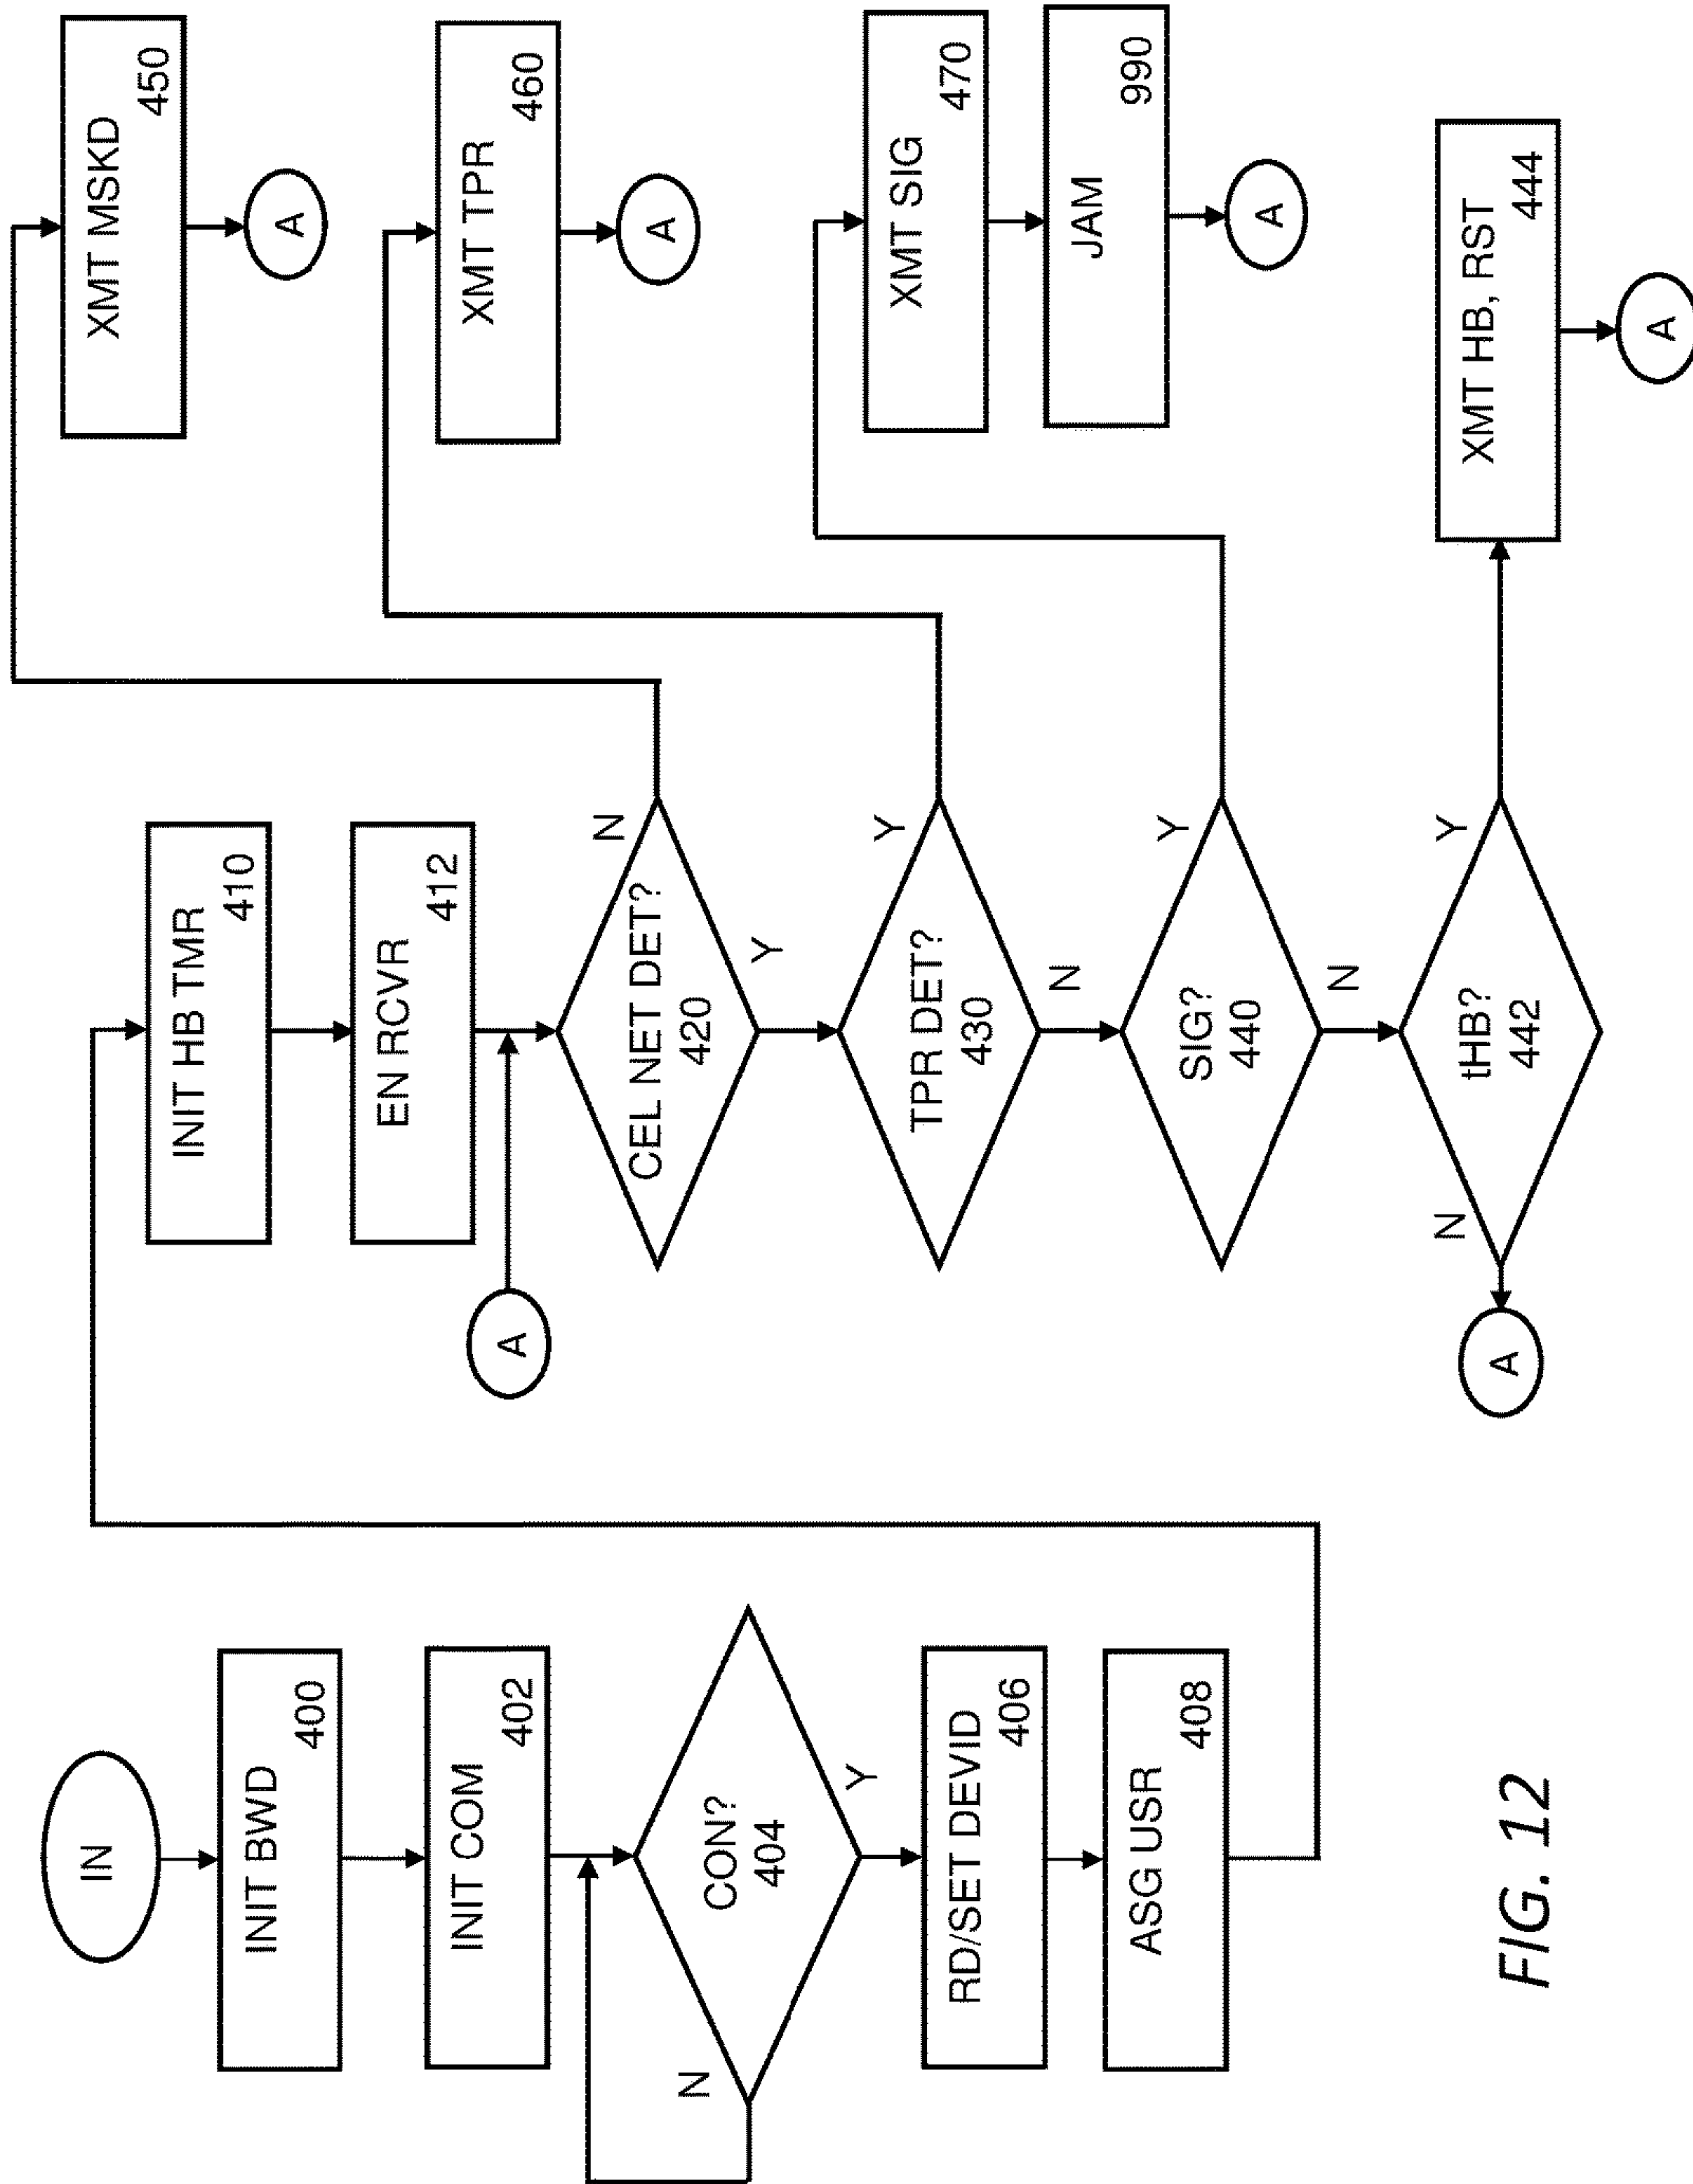 IN
INIT BWD
400
INIT COM
402
CON?
404
N
Y
RD/SET DEVID
406
ASG USR
408
INIT HB TMR
410
EN RCVR
412
A
CEL NET DET?
420
N
Y
TPR DET?
430
Y
N
SIG?
440
Y
N
tHB?
442
N
Y
A
XMT MSKD
450
A
XMT TPR
460
A
XMT SIG
470
JAM
990
A
XMT HB, RST
444
A
FIG. 12